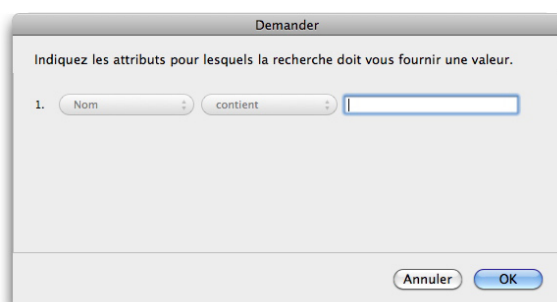 Demander
Indiquez les attributs pour lesquels la recherche doit vous fournir une valeur.
1. Nom contient
Annuler OK